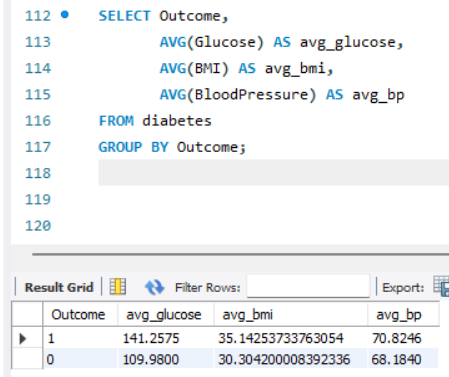 112 SELECT Outcome,
113 AVG(Glucose) AS avg_glucose,
114 AVG(BMI) AS avg_bmi,
115 AVG(BloodPressure) AS avg_bp
116 FROM diabetes
117 GROUP BY Outcome;
118
119
120
Result Grid Filter Rows: Export:
Outcome avg_glucose avg_bmi avg_bp
1 141.2575 35.14253733763054 70.8246
0 109.9800 30.304200008392336 68.1840